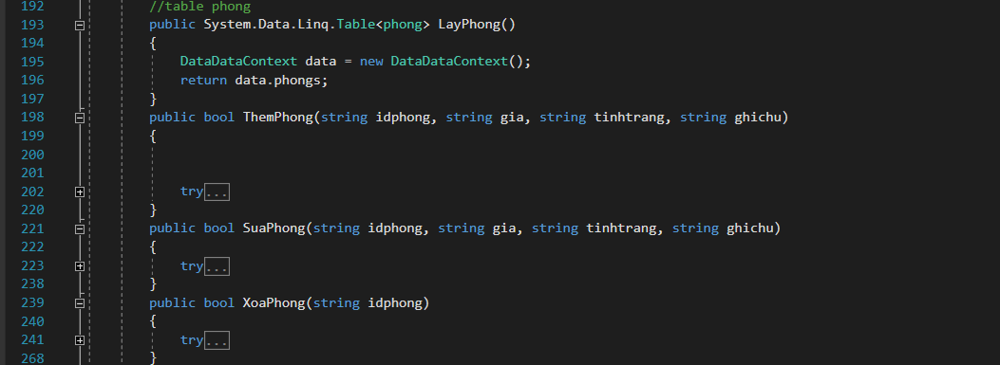 192 //table phong
193 public System.Data.Linq.Table<phong> LayPhong()
194 {
195 DataDataContext data = new DataDataContext();
196 return data.phongs;
197 }
198 public bool ThemPhong(string idphong, string gia, string tinhtrang, string ghichu)
199 {
200
201
202 try...
220 }
221 public bool SuaPhong(string idphong, string gia, string tinhtrang, string ghichu)
222 {
223 try...
238 }
239 public bool XoaPhong(string idphong)
240 {
241 try...
268 }